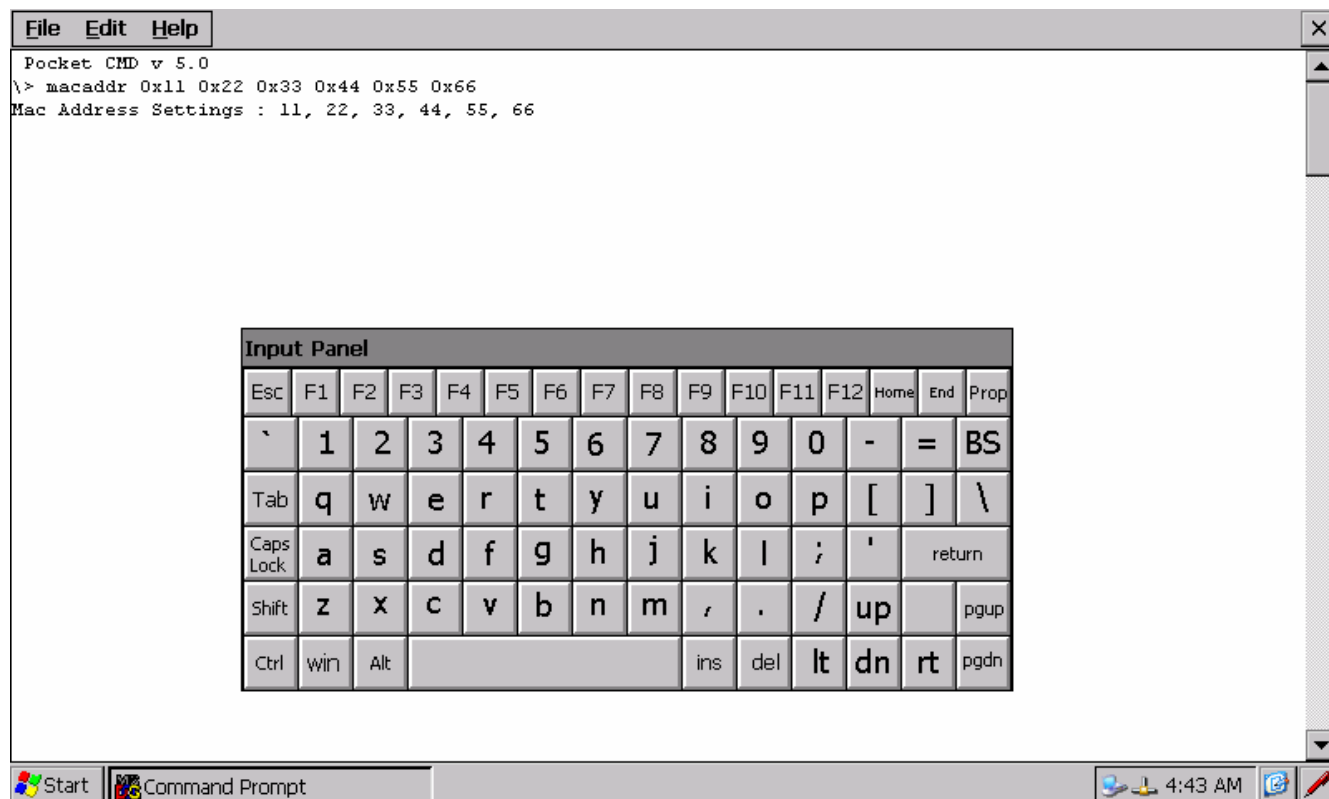 File Edit Help
Pocket CMD v 5.0
\> macaddr 0x11 0x22 0x33 0x44 0x55 0x66
Mac Address Settings : 11, 22, 33, 44, 55, 66
Input Panel
Esc F1 F2 F3 F4 F5 F6 F7 F8 F9 F10 F11 F12 Home End Prop
` 1 2 3 4 5 6 7 8 9 0 - = BS
Tab q w e r t y u i o p [ ] \
Caps Lock a s d f g h j k l ; ' return
Shift z x c v b n m , . / up pgup
Ctrl win Alt ins del lt dn rt pgdn
Start Command Prompt 4:43 AM